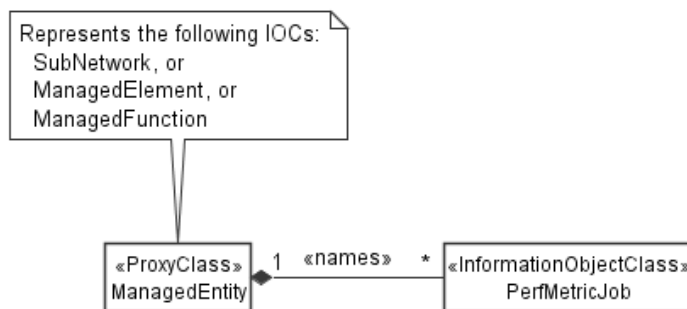 Represents the following IOCs:
SubNetwork, or
ManagedElement, or
ManagedFunction
«ProxyClass»
ManagedEntity
1 «names» *
«InformationObjectClass»
PerfMetricJob